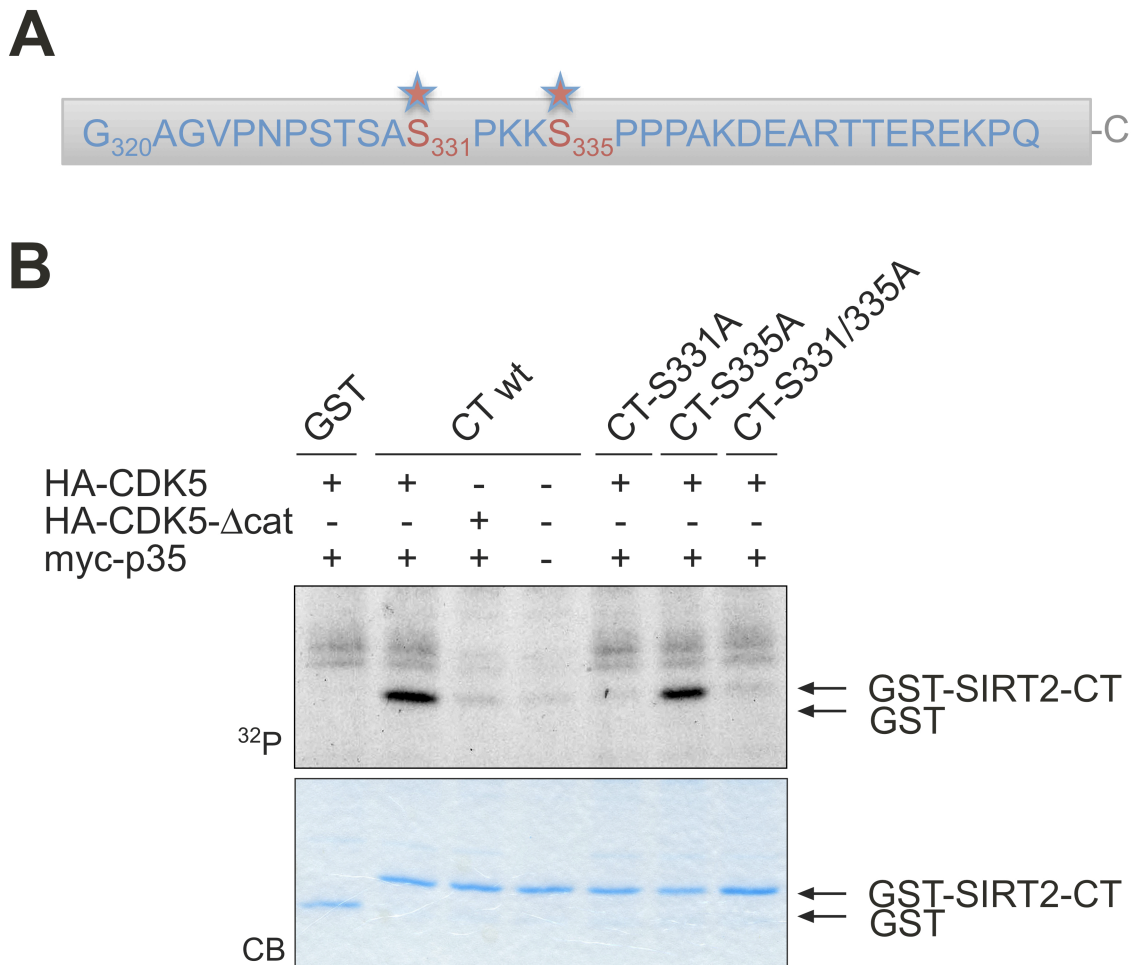 A
G320AGVPNPSTSAS331PKKS335PPPAKDEARTTEREKPQ -C
B
GST CT wt CT-S331A CT-S335A CT-S331/335A
HA-CDK5 + + - - + + +
HA-CDK5-Δcat - - + - - - -
myc-p35 + + + - + + +
GST-SIRT2-CT
GST
32P
GST-SIRT2-CT
GST
CB